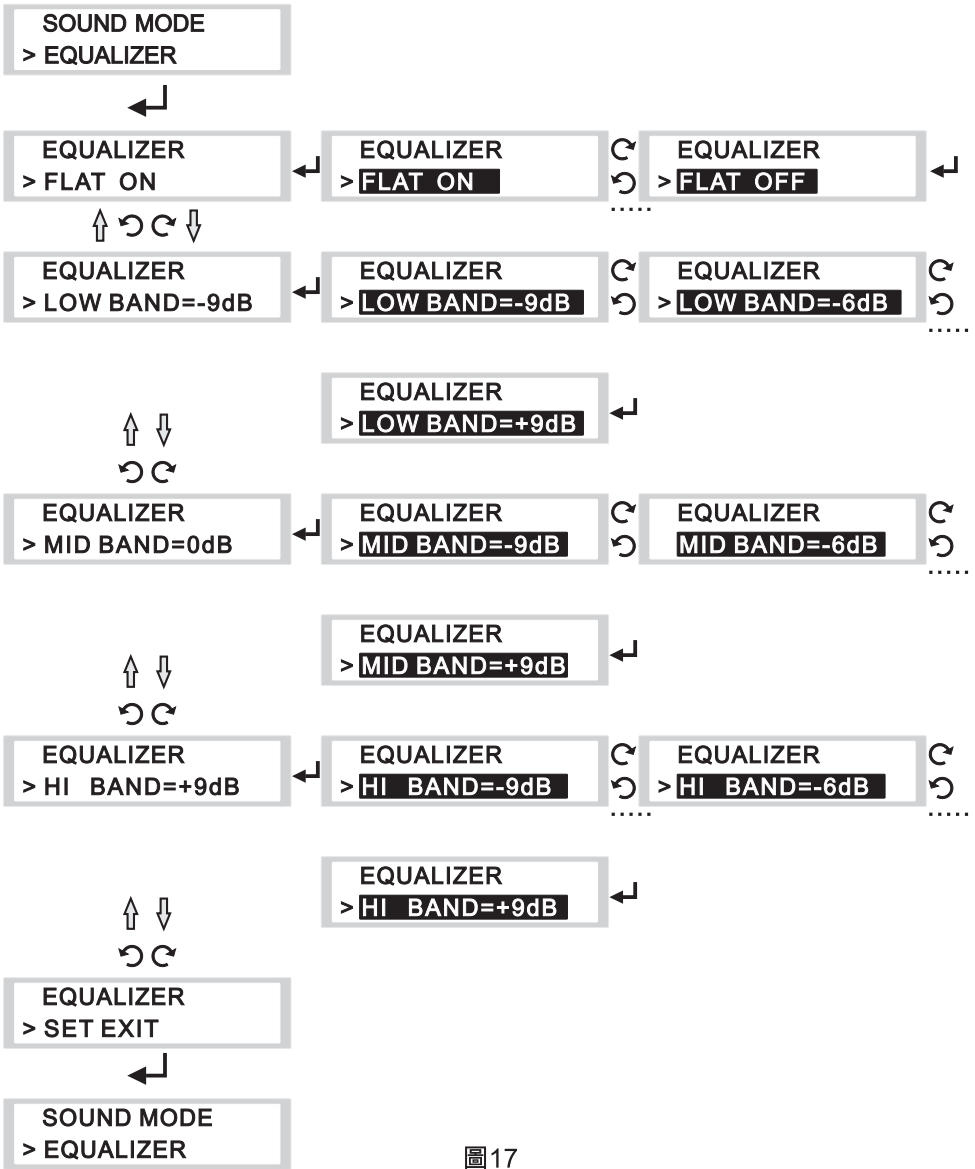 SOUND MODE
> EQUALIZER
EQUALIZER
> FLAT ON
EQUALIZER
> FLAT ON
EQUALIZER
> FLAT OFF
.....
EQUALIZER
> LOW BAND=-9dB
EQUALIZER
> LOW BAND=-9dB
EQUALIZER
> LOW BAND=-6dB
.....
EQUALIZER
> LOW BAND=+9dB
EQUALIZER
> MID BAND=0dB
EQUALIZER
> MID BAND=-9dB
EQUALIZER
MID BAND=-6dB
.....
EQUALIZER
> MID BAND=+9dB
EQUALIZER
> HI BAND=+9dB
EQUALIZER
> HI BAND=-9dB
.....
EQUALIZER
> HI BAND=-6dB
.....
EQUALIZER
> HI BAND=+9dB
EQUALIZER
> SET EXIT
SOUND MODE
> EQUALIZER
圖17